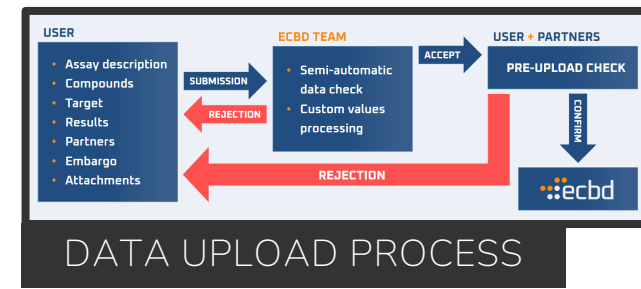 USER
• Assay description
• Compounds
• Target
• Results
• Partners
• Embargo
• Attachments
SUBMISSION
REJECTION
ECBD TEAM
• Semi-automatic
data check
• Custom values
processing
ACCEPT
USER + PARTNERS
PRE-UPLOAD CHECK
CONFIRM
ecbd
REJECTION
DATA UPLOAD PROCESS